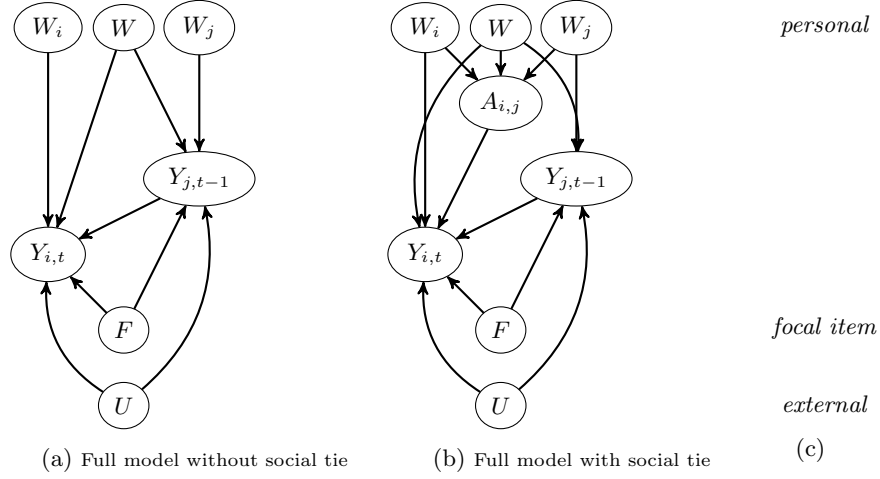 W_i W W_j W_i W W_j personal
A_{i,j}
Y_{j,t−1} Y_{j,t−1}
Y_{i,t} Y_{i,t}
F F focal item
U U external
(a) Full model without social tie (b) Full model with social tie (c)